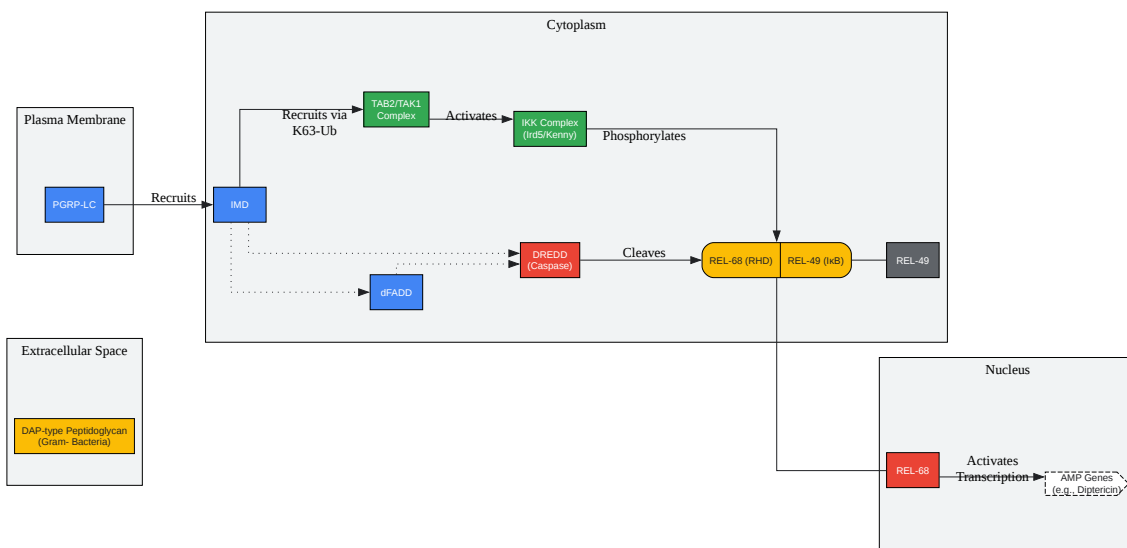 Cytoplasm
TAB2/TAK1
Complex
Recruits via
K63-Ub
Activates
IKK Complex
(Ird5/Kenny)
Phosphorylates
Plasma Membrane
PGRP-LC
Recruits
IMD
DREDD
(Caspase)
Cleaves
REL-68 (RHD)
REL-49 (IκB)
REL-49
dFADD
Extracellular Space
DAP-type Peptidoglycan
(Gram- Bacteria)
Nucleus
REL-68
Activates
Transcription
AMP Genes
(e.g., Diptericin)